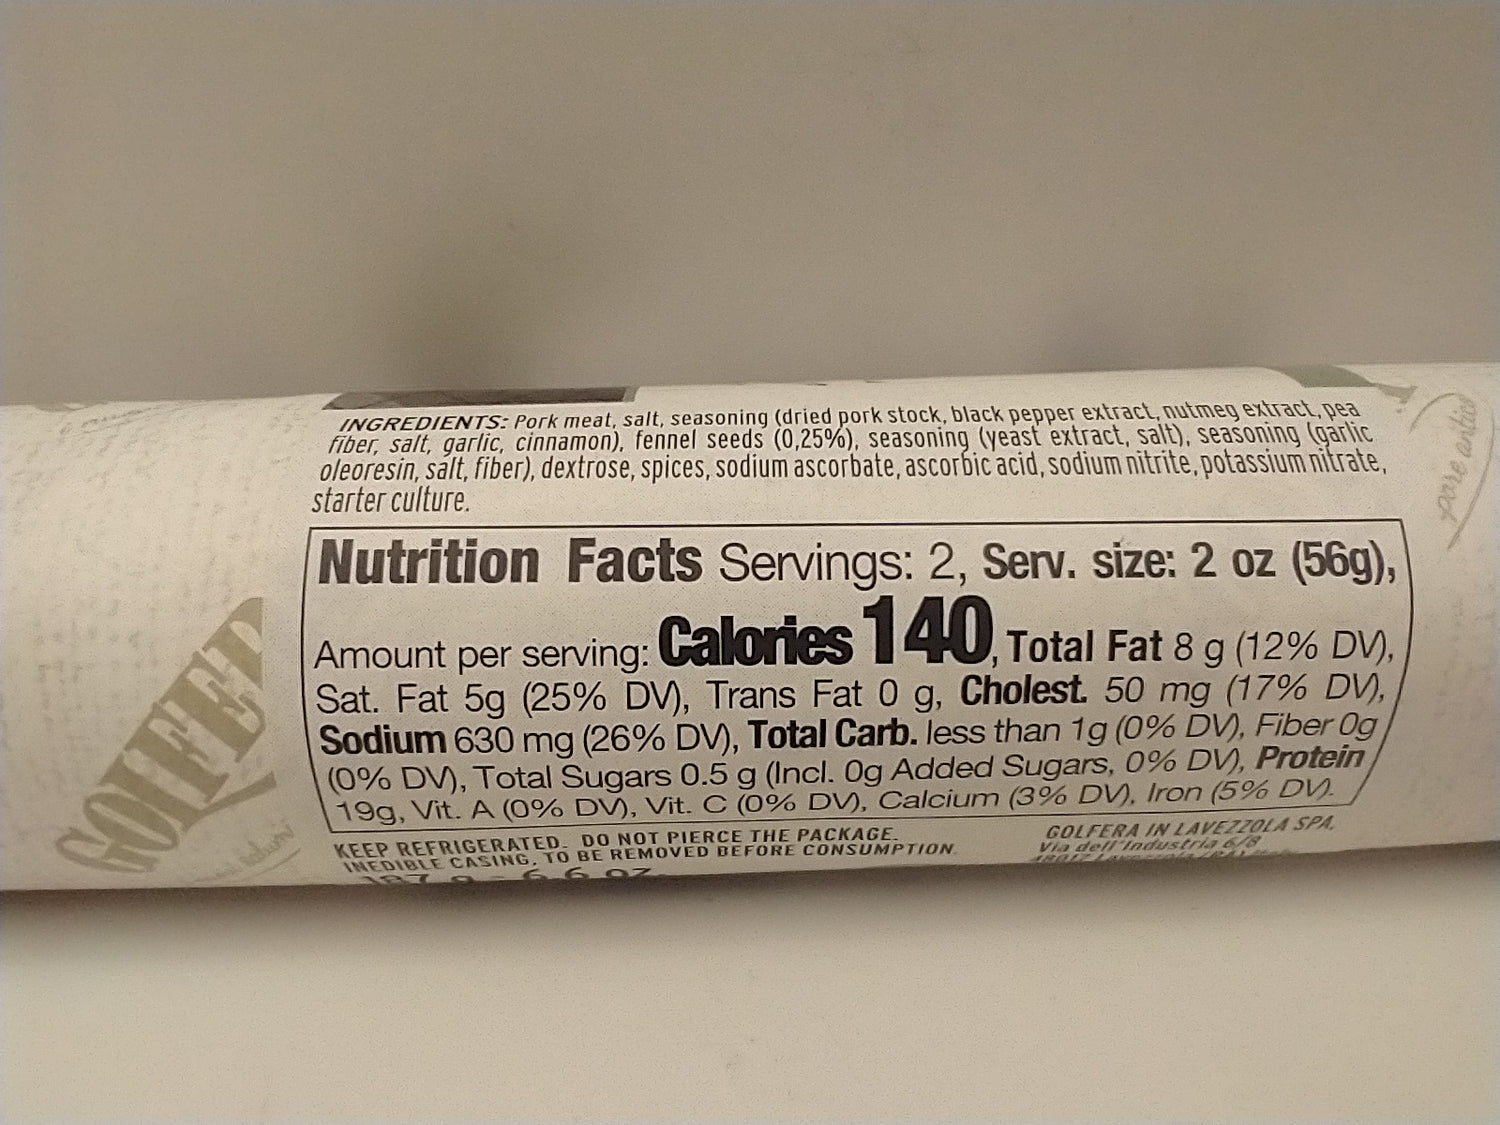 INGREDIENTS: Pork meat, salt, seasoning (dried pork stock, black pepper extract, nutmeg extract, pea
fiber, salt, garlic, cinnamon), fennel seeds (0,25%), seasoning (yeast extract, salt), seasoning (garlic
oleoresin, salt, fiber), dextrose, spices, sodium ascorbate, ascorbic acid, sodium nitrite, potassium nitrate,
starter culture.
Nutrition Facts Servings: 2, Serv. size: 2 oz (56g),
Amount per serving: Calories 140, Total Fat 8 g (12% DV),
Sat. Fat 5g (25% DV), Trans Fat 0 g, Cholest. 50 mg (17% DV),
Sodium 630 mg (26% DV), Total Carb. less than 1g (0% DV), Fiber 0g
(0% DV), Total Sugars 0.5 g (Incl. 0g Added Sugars, 0% DV), Protein
19g, Vit. A (0% DV), Vit. C (0% DV), Calcium (3% DV), Iron (5% DV).
KEEP REFRIGERATED. DO NOT PIERCE THE PACKAGE.
INEDIBLE CASING, TO BE REMOVED BEFORE CONSUMPTION.
GOLFERA IN LAVEZZOLA SPA.
Via dell'Industria 6/8